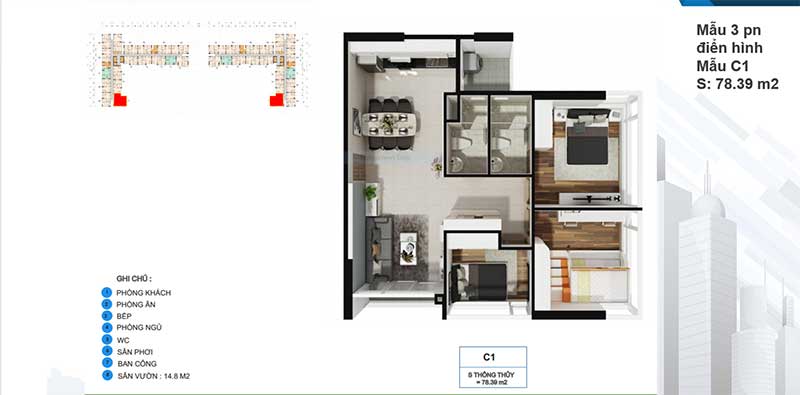 Mẫu 3 pn
điển hình
Mẫu C1
S: 78.39 m2
GHI CHÚ :
1 PHÒNG KHÁCH
2 PHÒNG ĂN
3 BẾP
4 PHÒNG NGỦ
5 WC
6 SÂN PHƠI
7 BAN CÔNG
8 SÂN VƯỜN : 14.8 M2
C1
S THÔNG THỦY
= 78.39 m2